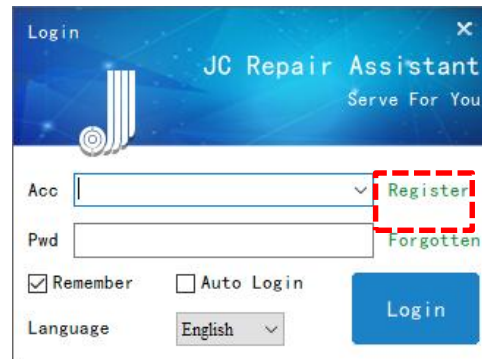 Login
JC Repair Assistant
Serve For You
Acc
Register
Pwd
Forgotten
Remember Auto Login
Login
Language English